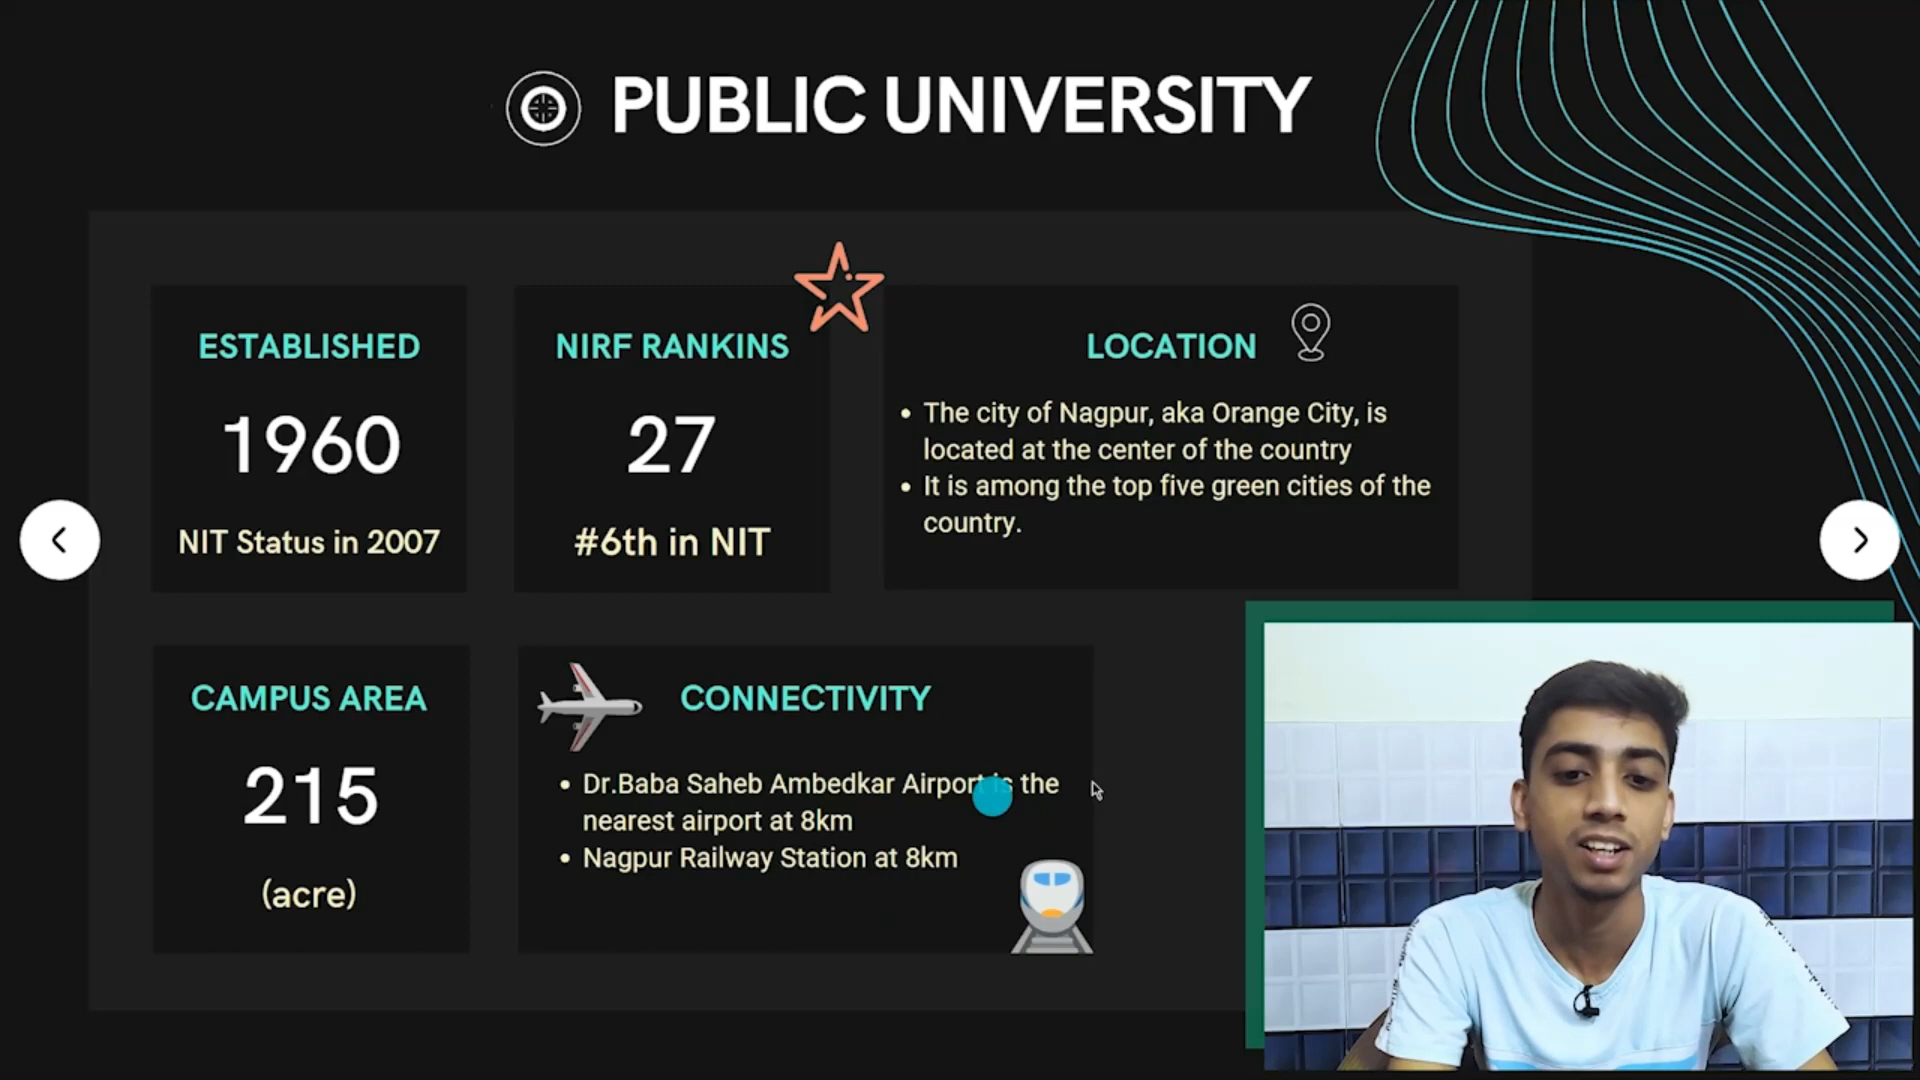 PUBLIC UNIVERSITY
ESTABLISHED
1960
NIT Status in 2007
NIRF RANKINS
27
#6th in NIT
LOCATION
• The city of Nagpur, aka Orange City, is
located at the center of the country
• It is among the top five green cities of the
country.
CAMPUS AREA
215
(acre)
CONNECTIVITY
• Dr.Baba Saheb Ambedkar Airport is the
nearest airport at 8km
• Nagpur Railway Station at 8km